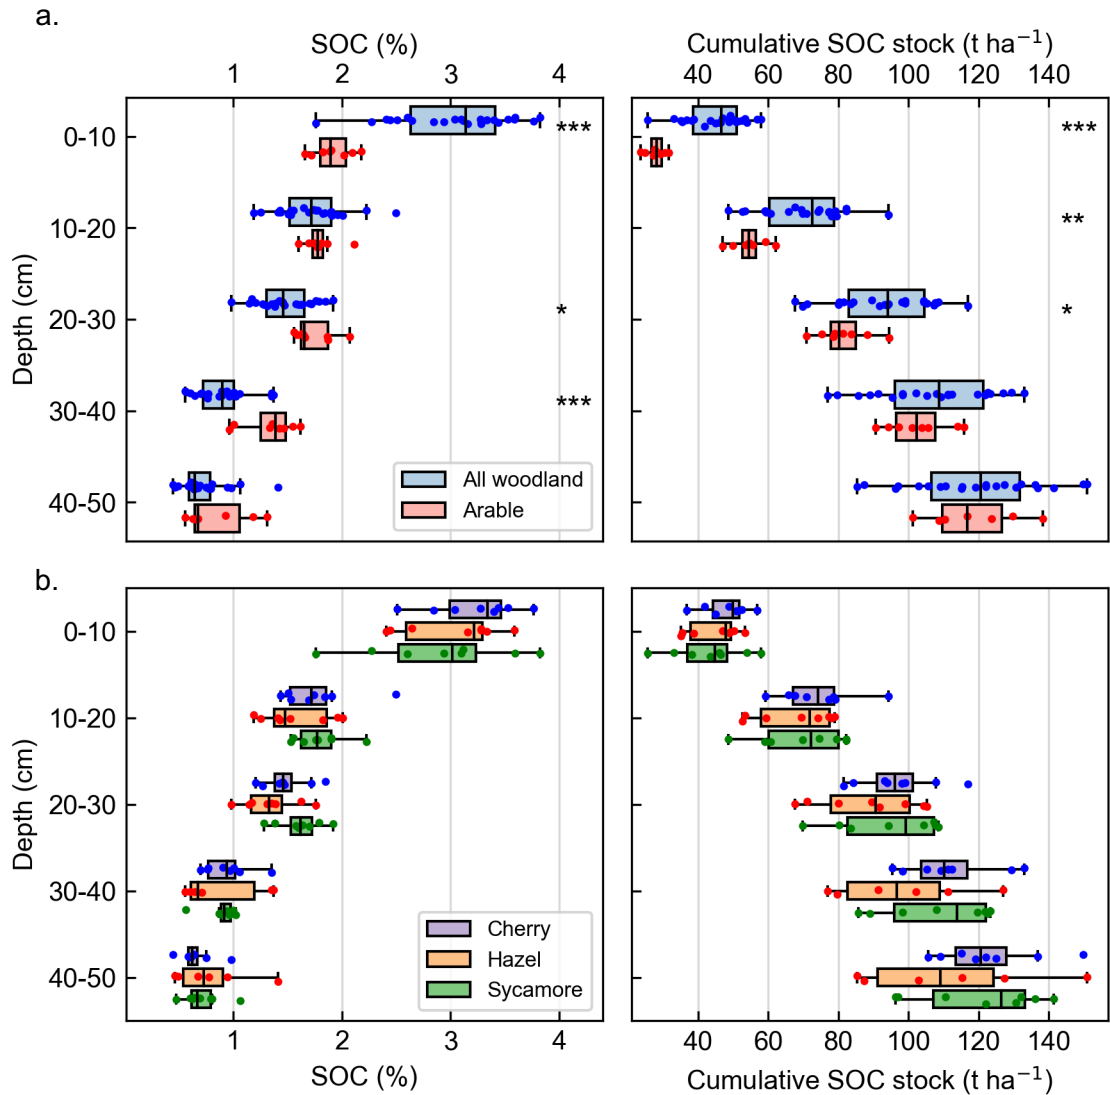 a.
SOC (%)
Cumulative SOC stock (t ha⁻¹)
1 2 3 4
40 60 80 100 120 140
Depth (cm)
0-10
***
***
10-20
**
20-30
*
*
30-40
***
40-50
All woodland
Arable
b.
Depth (cm)
0-10
10-20
20-30
30-40
40-50
Cherry
Hazel
Sycamore
1 2 3 4
40 60 80 100 120 140
SOC (%)
Cumulative SOC stock (t ha⁻¹)